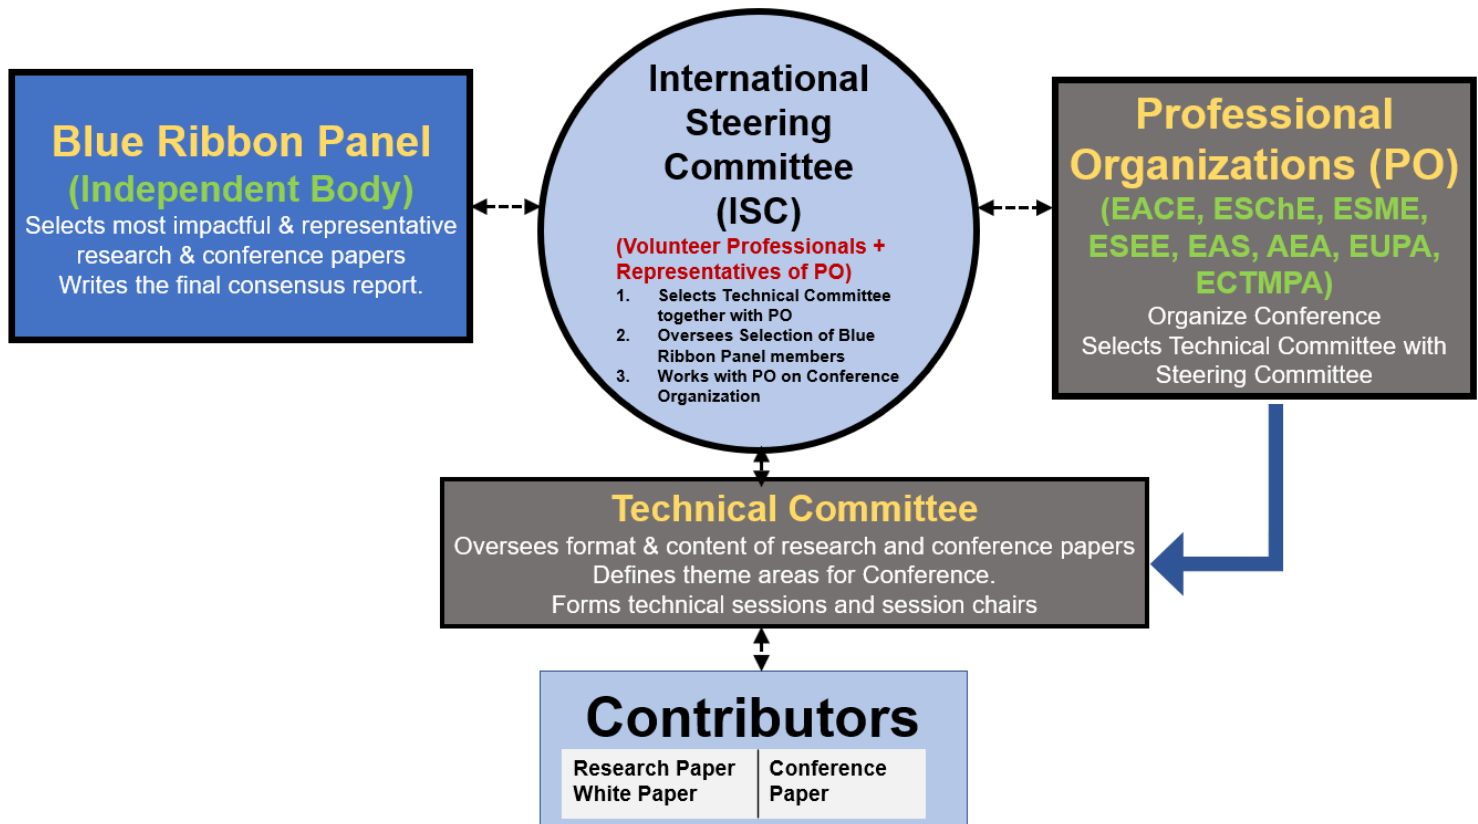 Blue Ribbon Panel
(Independent Body)
Selects most impactful & representative
research & conference papers
Writes the final consensus report.
International
Steering
Committee
(ISC)
(Volunteer Professionals +
Representatives of PO)
1. Selects Technical Committee
together with PO
2. Oversees Selection of Blue
Ribbon Panel members
3. Works with PO on Conference
Organization
Professional
Organizations (PO)
(EACE, ESChE, ESME,
ESEE, EAS, AEA, EUPA,
ECTMPA)
Organize Conference
Selects Technical Committee with
Steering Committee
Technical Committee
Oversees format & content of research and conference papers
Defines theme areas for Conference.
Forms technical sessions and session chairs
Contributors
Research Paper
White Paper
Conference
Paper